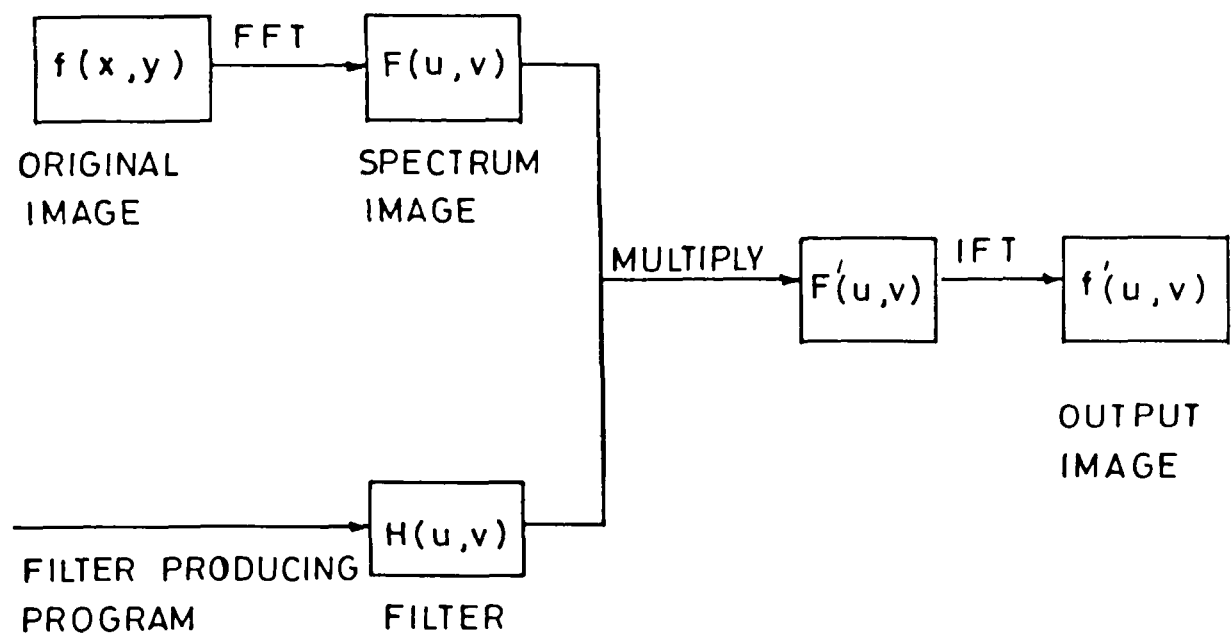 f(x,y)
FFT
F(u,v)
ORIGINAL
IMAGE
SPECTRUM
IMAGE
MULTIPLY
F'(u,v)
IFT
f'(u,v)
OUTPUT
IMAGE
H(u,v)
FILTER PRODUCING
PROGRAM
FILTER